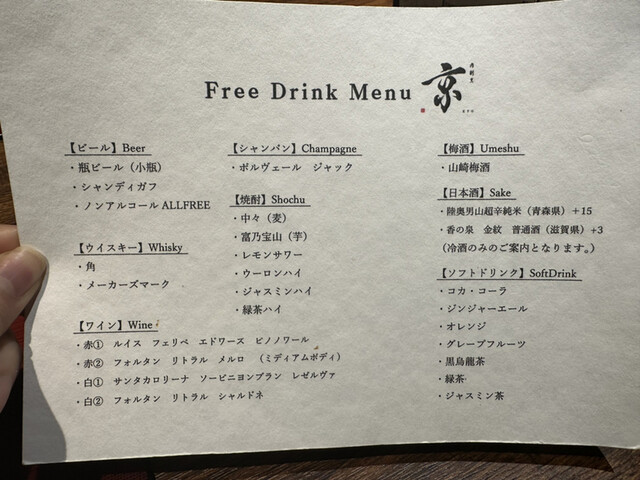 Free Drink Menu 京
【ビール】Beer
・瓶ビール（小瓶）
・シャンディガフ
・ノンアルコール ALLFREE
【ウイスキー】Whisky
・角
・メーカーズマーク
【シャンパン】Champagne
・ポルヴェール　ジャック
【焼酎】Shochu
・中々（麦）
・富乃宝山（芋）
・レモンサワー
・ウーロンハイ
・ジャスミンハイ
・緑茶ハイ
【ワイン】Wine
・赤①　ルイス　フェリペ　エドワーズ　ピノノワール
・赤②　フォルタン　リトラル　メルロ　（ミディアムボディ）
・白①　サンタカロリーナ　ソービニヨンブラン　レゼルヴァ
・白②　フォルタン　リトラル　シャルドネ
【梅酒】Umeshu
・山崎梅酒
【日本酒】Sake
・陸奥男山超辛純米（青森県）＋15
・香の泉　金紋　普通酒（滋賀県）+3
（冷酒のみのご案内となります。）
【ソフトドリンク】SoftDrink
・コカ・コーラ
・ジンジャーエール
・オレンジ
・グレープフルーツ
・黒烏龍茶
・緑茶
・ジャスミン茶